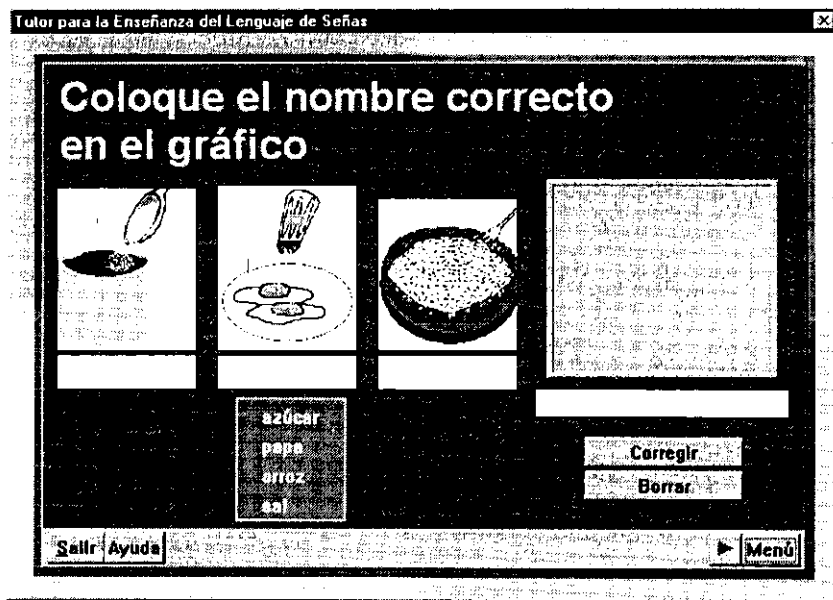 Tutor para la Enseñanza del Lenguaje de Señas
Coloque el nombre correcto
en el gráfico
azúcar
papa
arroz
sal
Corregir
Borrar
Salir Ayuda
Menú